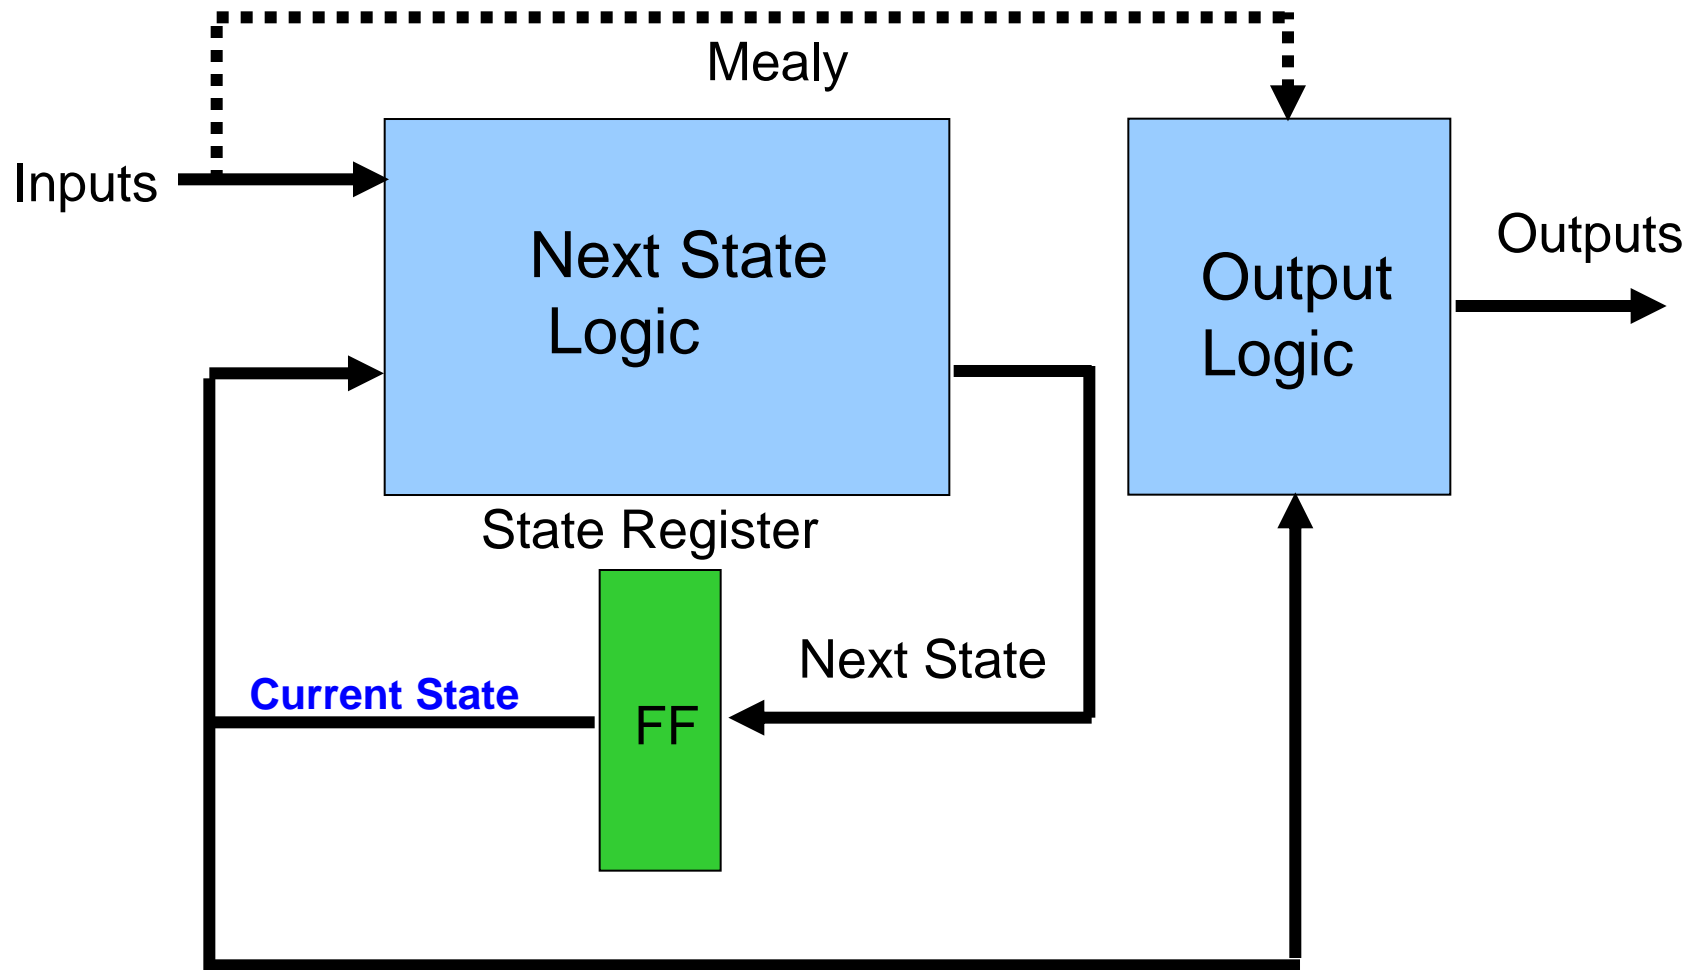 Mealy
Inputs
Next State
Logic
Output
Logic
Outputs
State Register
Next State
Current State
FF